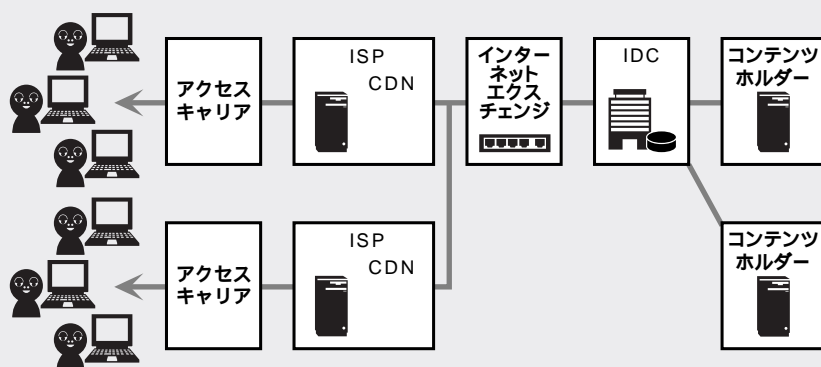 アクセス
キャリア
ISP
CDN
インター
ネット
エクス
チェンジ
IDC
コンテンツ
ホルダー
アクセス
キャリア
ISP
CDN
コンテンツ
ホルダー